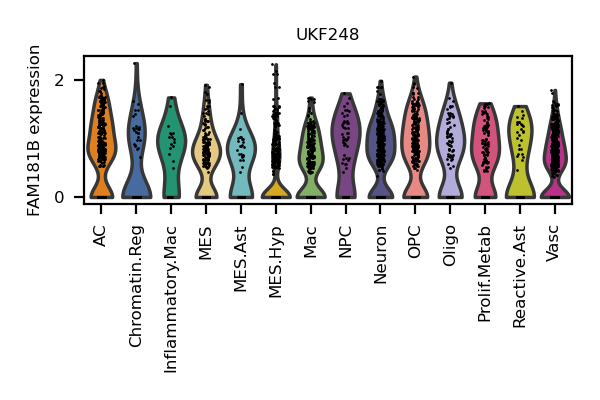 UKF248
FAM181B expression
2
0
AC
Chromatin.Reg
Inflammatory.Mac
MES
MES.Ast
MES.Hyp
Mac
NPC
Neuron
OPC
Oligo
Prolif.Metab
Reactive.Ast
Vasc